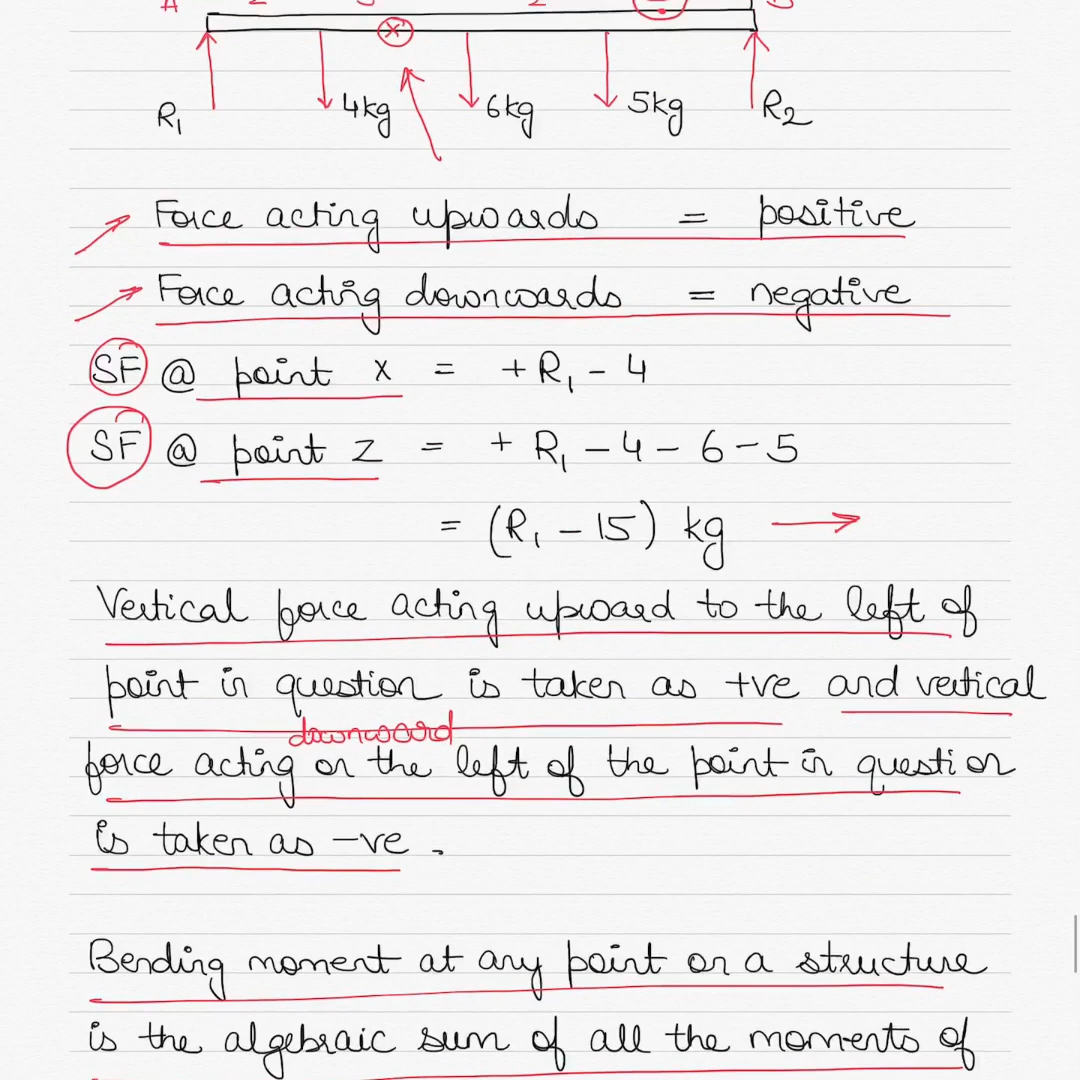 x
R₁ 4kg 6kg 5kg R₂
Force acting upwards = positive
Force acting downwards = negative
SF @ point x = +R₁ - 4
SF @ point z = + R₁ - 4 - 6 - 5
= (R₁ - 15) kg
Vertical force acting upward to the left of
point in question is taken as +ve and vertical
downward
force acting on the left of the point in question
is taken as -ve.
Bending moment at any point on a structure
is the algebraic sum of all the moments of